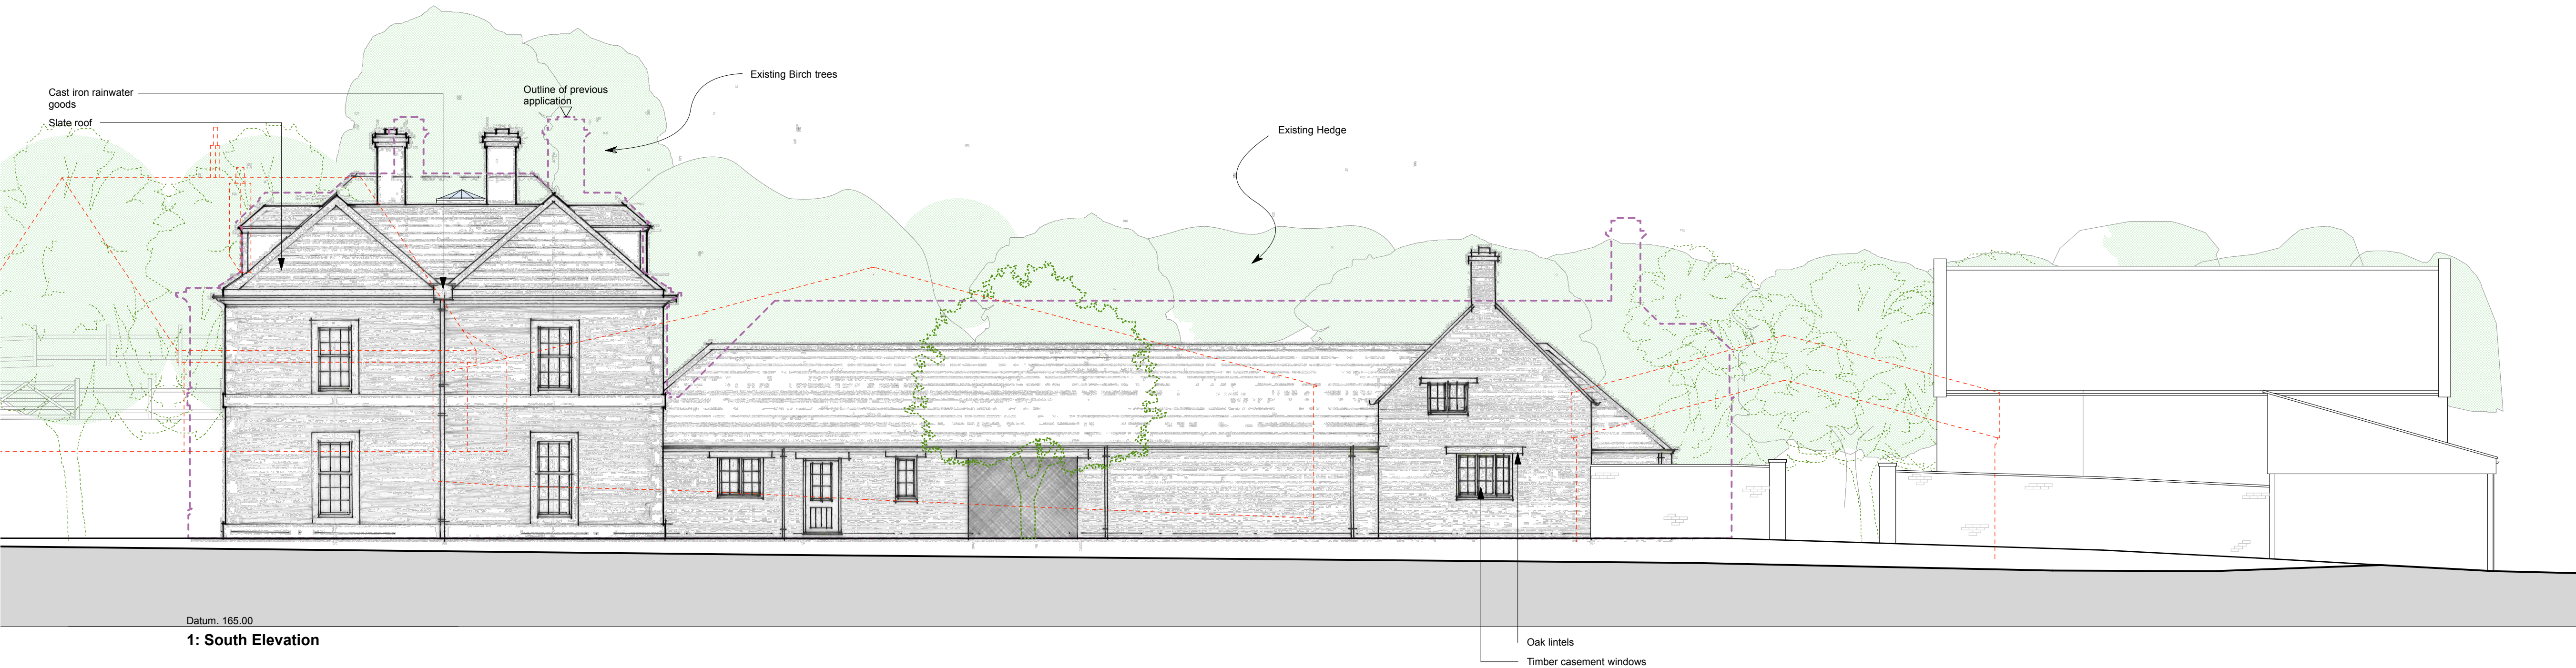 Existing Birch trees
Cast iron rainwater
goods
Outline of previous
application
Slate roof
Existing Hedge
Datum. 165.00
1: South Elevation
Oak lintels
Timber casement windows